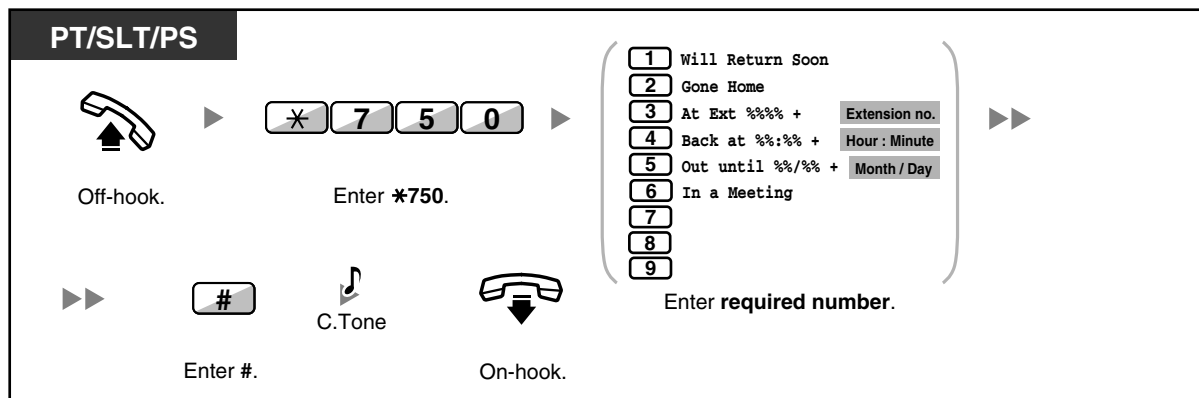 PT/SLT/PS
1 Will Return Soon
2 Gone Home
3 At Ext %%%% + Extension no.
4 Back at %%:%% + Hour : Minute
5 Out until %%/%% + Month / Day
6 In a Meeting
7
8
9
* 7 5 0
Off-hook.
Enter *750.
Enter required number.
#
C.Tone
Enter #.
On-hook.